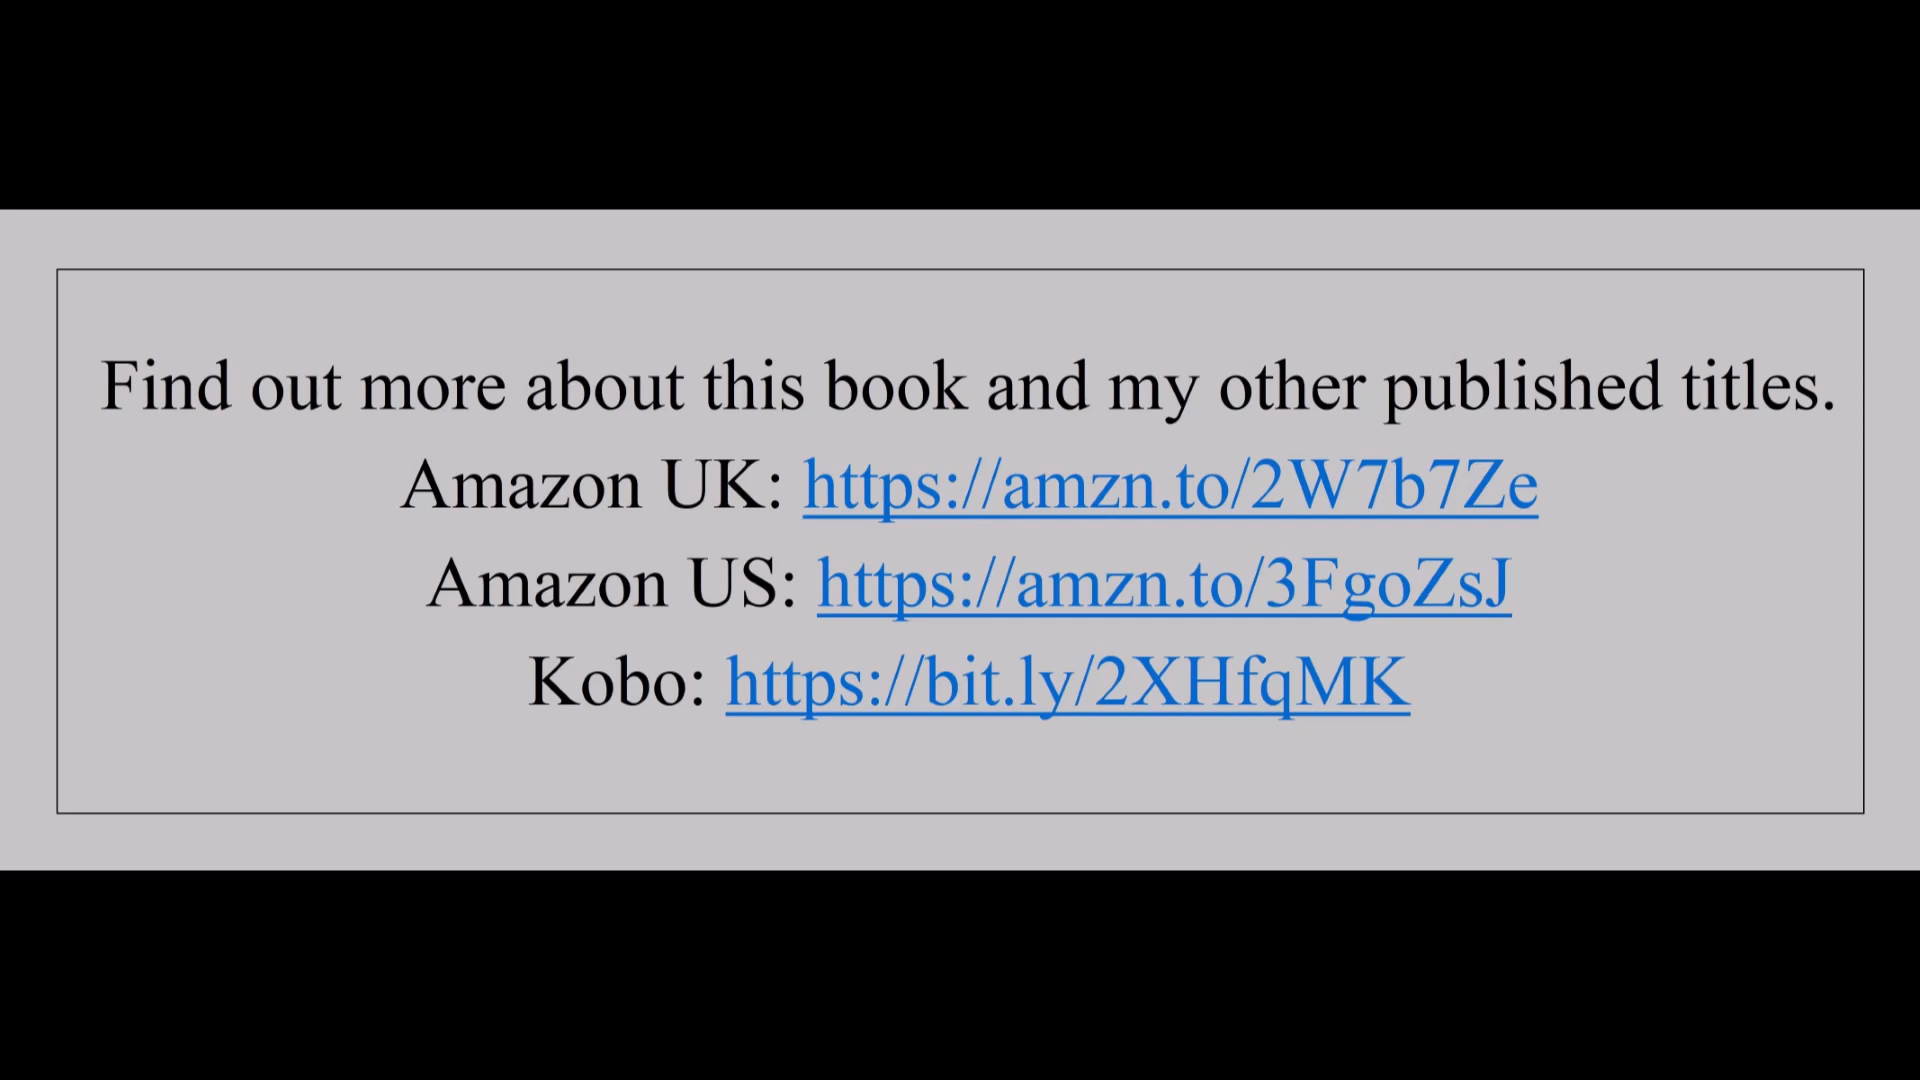 Find out more about this book and my other published titles.
Amazon UK: https://amzn.to/2W7b7Ze
Amazon US: https://amzn.to/3FgoZsJ
Kobo: https://bit.ly/2XHfqMK